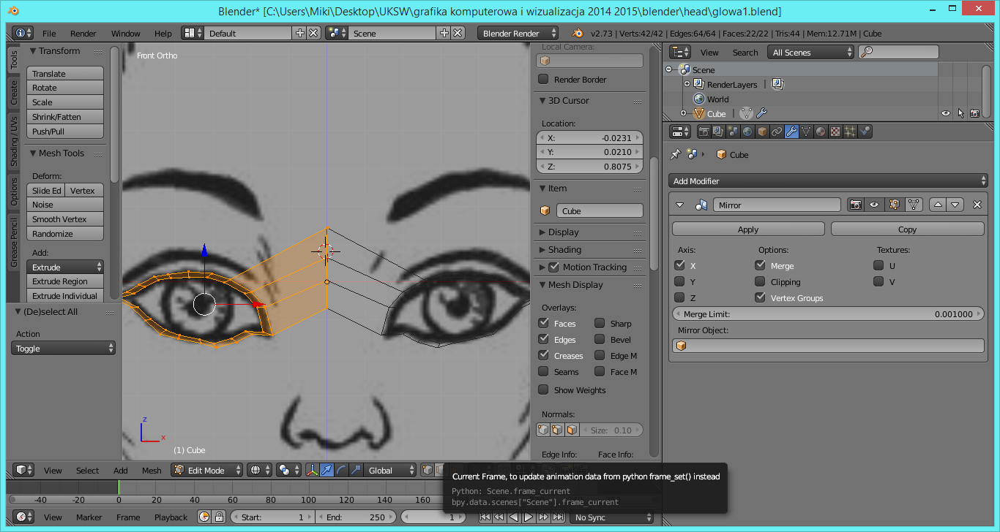 Blender* [C:\Users\Miki\Desktop\UKSW\grafika komputerowa i wizualizacja 2014 2015\blender\head\glowa1.blend]
File Render Window Help Default Scene Blender Render v2.73 | Verts:42/42 | Edges:64/64 | Faces:22/22 | Tris:44 | Mem:12.71M | Cube
Tools
Create
Shading / UVs
Options
Grease Pencil
Transform
Translate
Rotate
Scale
Shrink/Fatten
Push/Pull
Mesh Tools
Deform:
Slide Ed Vertex
Noise
Smooth Vertex
Randomize
Add:
Extrude
Extrude Region
Extrude Individual
(De)select All
Action
Toggle
Front Ortho
z
x
(1) Cube
Local Camera:
Render Border
3D Cursor
Location:
X: -0.0231
Y: 0.0210
Z: 0.8075
Item
Cube
Display
Shading
Motion Tracking
Mesh Display
Overlays:
Faces Sharp
Edges Bevel
Creases Edge M
Seams Face M
Show Weights
Normals:
Size: 0.10
Edge Info: Face Info:
View Search All Scenes
Scene
RenderLayers |
World
Cube |
Cube
Add Modifier
Mirror
Apply Copy
Axis: Options: Textures:
X Merge U
Y Clipping V
Z Vertex Groups
Merge Limit: 0.001000
Mirror Object:
View Select Add Mesh Edit Mode Global
Current Frame, to update animation data from python frame_set() instead
Python: Scene.frame_current
bpy.data.scenes["Scene"].frame_current
-40 -20 0 20 40 60 80 100 120 140 160
View Marker Frame Playback Start: 1 End: 250 1 No Sync